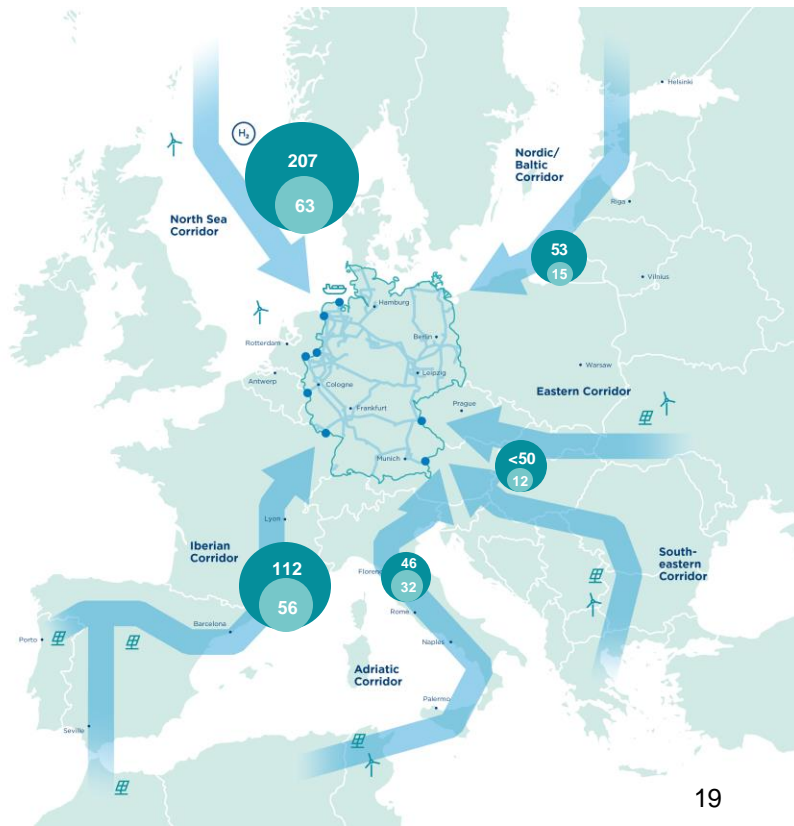 Helsinki
H₂
207
Nordic/
Baltic
Corridor
63
Riga
North Sea
Corridor
53
15
Vilnius
Hamburg
Rotterdam
Berlin
Warsaw
Antwerp
Leipzig
Cologne
Eastern Corridor
Prague
Frankfurt
Munich
<50
12
Lyon
Iberian
Corridor
South-
eastern
Corridor
112
46
32
56
Rome
Barcelona
Porto
Naples
Adriatic
Corridor
Palermo
Seville
19